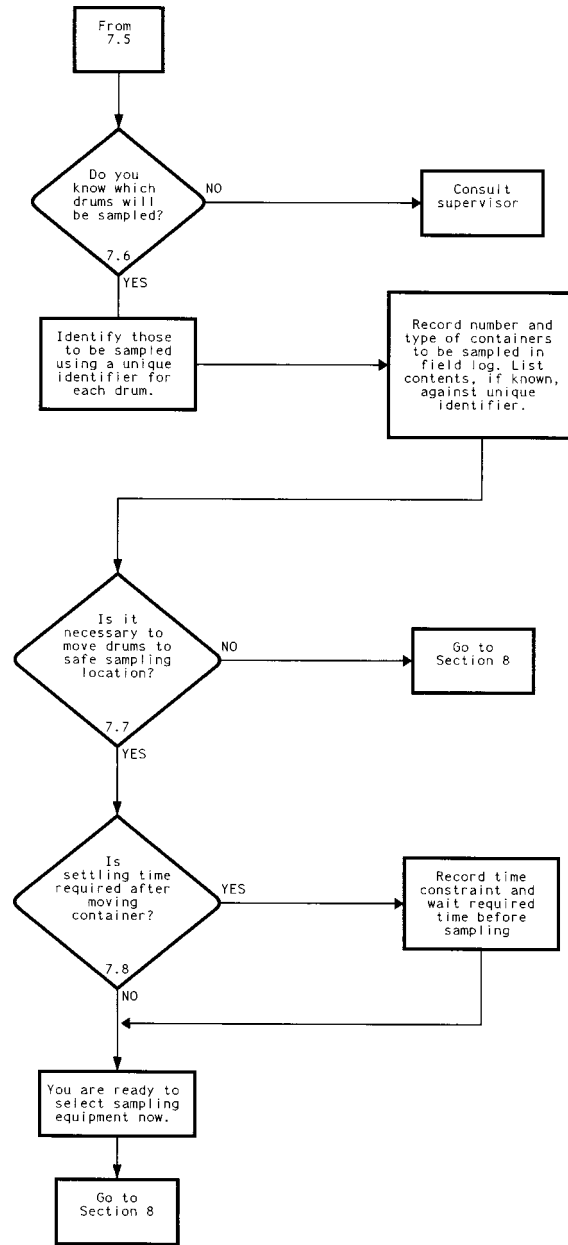 From
7.5
Do you
know which
drums will
be sampled?
NO
Consult
supervisor
7.6
YES
Identify those
to be sampled
using a unique
identifier for
each drum.
Record number and
type of containers
to be sampled in
field log. List
contents, if known,
against unique
identifier.
Is it
necessary to
move drums to
safe sampling
location?
NO
Go to
Section 8
7.7
YES
Is
settling time
required after
moving
container?
YES
Record time
constraint and
wait required
time before
sampling
7.8
NO
You are ready to
select sampling
equipment now.
Go to
Section 8